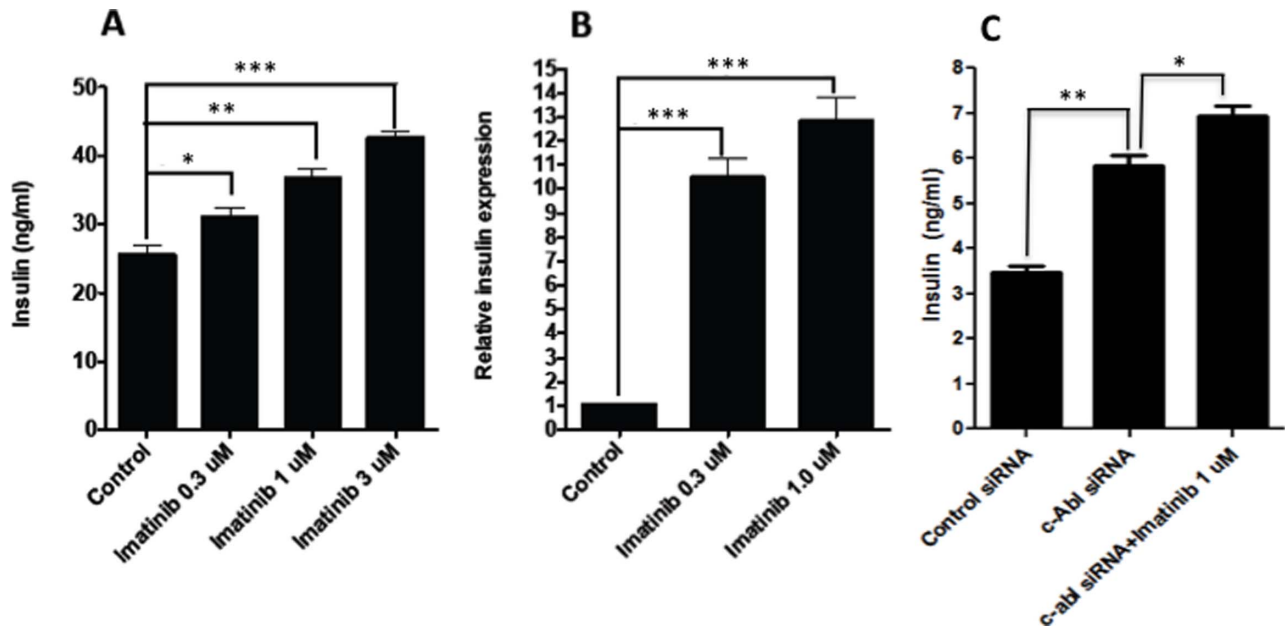 A
Insulin (ng/ml)
50
40
30
20
10
0
***
**
*
Control
Imatinib 0.3 uM
Imatinib 1 uM
Imatinib 3 uM
B
Relative insulin expression
15
14
13
12
11
10
9
8
7
6
5
4
3
2
1
0
***
***
Control
Imatinib 0.3 uM
Imatinib 1.0 uM
C
Insulin (ng/ml)
8
7
6
5
4
3
2
1
0
**
*
Control siRNA
c-Abl siRNA
c-abl siRNA+Imatinib 1 uM